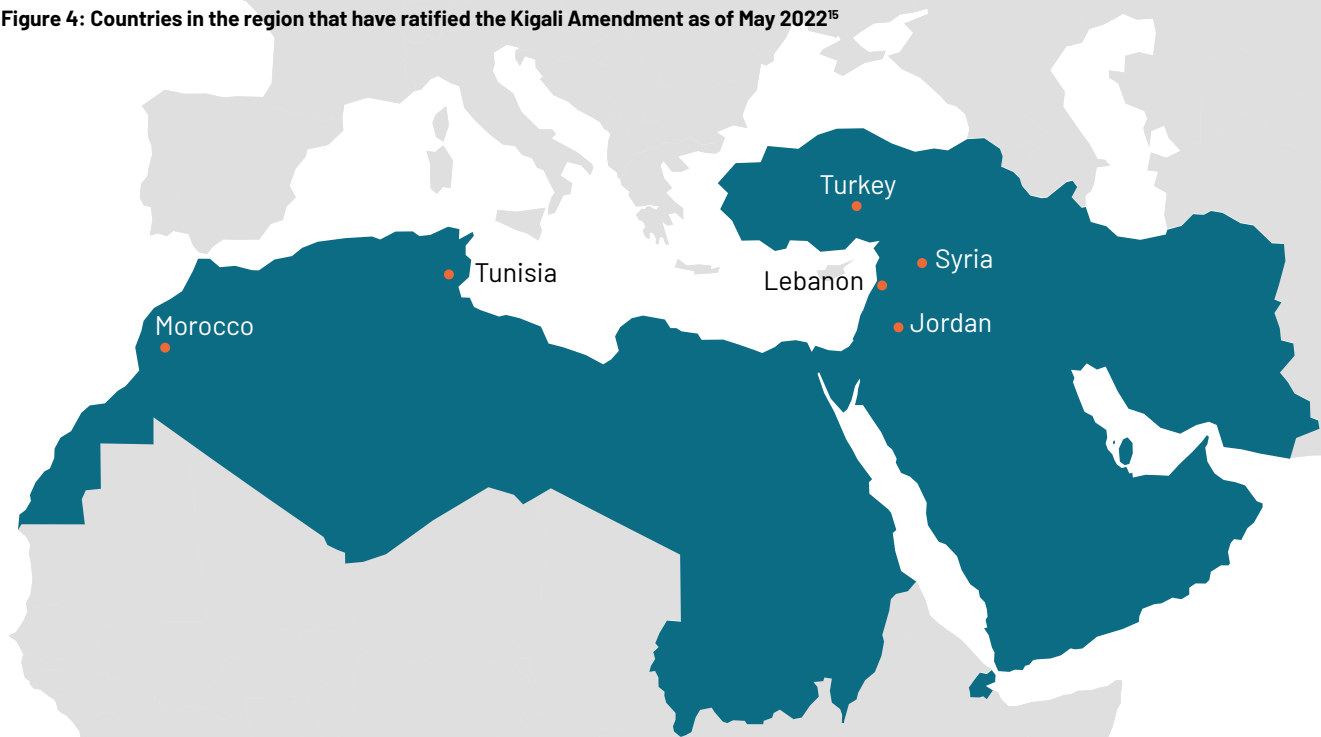 Figure 4: Countries in the region that have ratified the Kigali Amendment as of May 2022¹⁵
Turkey
Syria
Tunisia
Lebanon
Jordan
Morocco